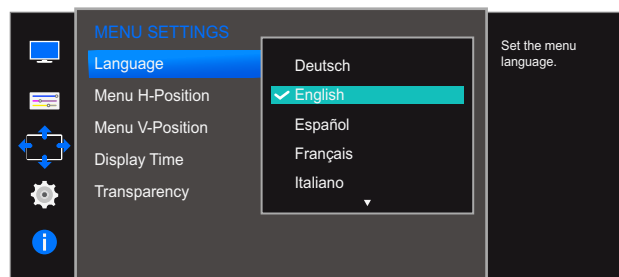 MENU SETTINGS
Language
Menu H-Position
Menu V-Position
Display Time
Transparency
Deutsch
English
Español
Français
Italiano
Set the menu
language.